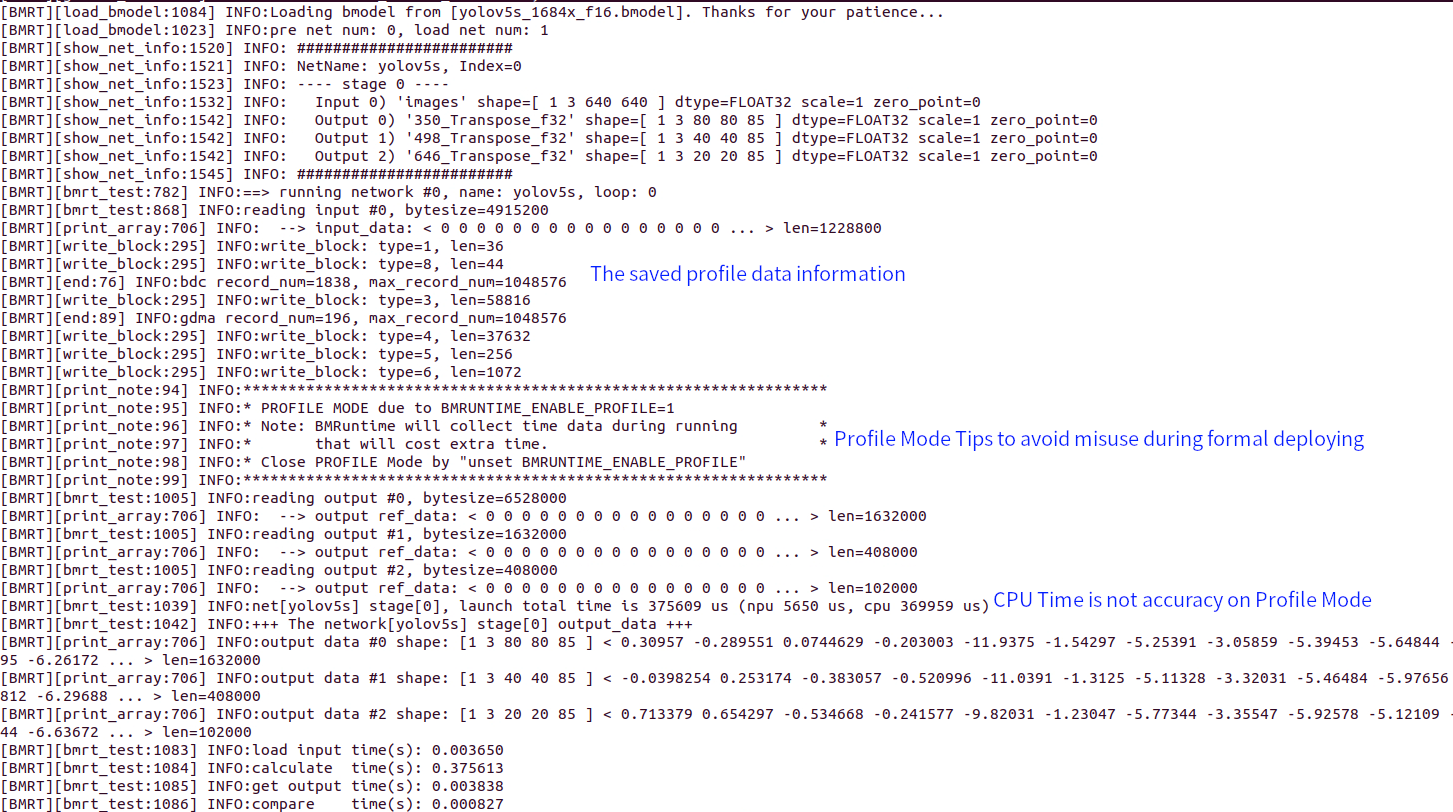 [BMRT][load_bmodel:1084] INFO:Loading bmodel from [yolov5s_1684x_f16.bmodel]. Thanks for your patience...
[BMRT][load_bmodel:1023] INFO:pre net num: 0, load net num: 1
[BMRT][show_net_info:1520] INFO: ########################
[BMRT][show_net_info:1521] INFO: NetName: yolov5s, Index=0
[BMRT][show_net_info:1523] INFO: ---- stage 0 ----
[BMRT][show_net_info:1532] INFO:   Input 0) 'images' shape=[ 1 3 640 640 ] dtype=FLOAT32 scale=1 zero_point=0
[BMRT][show_net_info:1542] INFO:   Output 0) '350_Transpose_f32' shape=[ 1 3 80 80 85 ] dtype=FLOAT32 scale=1 zero_point=0
[BMRT][show_net_info:1542] INFO:   Output 1) '498_Transpose_f32' shape=[ 1 3 40 40 85 ] dtype=FLOAT32 scale=1 zero_point=0
[BMRT][show_net_info:1542] INFO:   Output 2) '646_Transpose_f32' shape=[ 1 3 20 20 85 ] dtype=FLOAT32 scale=1 zero_point=0
[BMRT][show_net_info:1545] INFO: ########################
[BMRT][bmrt_test:782] INFO:==> running network #0, name: yolov5s, loop: 0
[BMRT][bmrt_test:868] INFO:reading input #0, bytesize=4915200
[BMRT][print_array:706] INFO:  --> input_data: < 0 0 0 0 0 0 0 0 0 0 0 0 0 0 0 0 ... > len=1228800
[BMRT][write_block:295] INFO:write_block: type=1, len=36
[BMRT][write_block:295] INFO:write_block: type=8, len=44
The saved profile data information
[BMRT][end:76] INFO:bdc record_num=1838, max_record_num=1048576
[BMRT][write_block:295] INFO:write_block: type=3, len=58816
[BMRT][end:89] INFO:gdma record_num=196, max_record_num=1048576
[BMRT][write_block:295] INFO:write_block: type=4, len=37632
[BMRT][write_block:295] INFO:write_block: type=5, len=256
[BMRT][write_block:295] INFO:write_block: type=6, len=1072
[BMRT][print_note:94] INFO:*****************************************************************
[BMRT][print_note:95] INFO:* PROFILE MODE due to BMRUNTIME_ENABLE_PROFILE=1
[BMRT][print_note:96] INFO:* Note: BMRuntime will collect time data during running         *
[BMRT][print_note:97] INFO:*       that will cost extra time.                              *
Profile Mode Tips to avoid misuse during formal deploying
[BMRT][print_note:98] INFO:* Close PROFILE Mode by "unset BMRUNTIME_ENABLE_PROFILE"
[BMRT][print_note:99] INFO:*****************************************************************
[BMRT][bmrt_test:1005] INFO:reading output #0, bytesize=6528000
[BMRT][print_array:706] INFO:  --> output ref_data: < 0 0 0 0 0 0 0 0 0 0 0 0 0 0 0 0 ... > len=1632000
[BMRT][bmrt_test:1005] INFO:reading output #1, bytesize=1632000
[BMRT][print_array:706] INFO:  --> output ref_data: < 0 0 0 0 0 0 0 0 0 0 0 0 0 0 0 0 ... > len=408000
[BMRT][bmrt_test:1005] INFO:reading output #2, bytesize=408000
[BMRT][print_array:706] INFO:  --> output ref_data: < 0 0 0 0 0 0 0 0 0 0 0 0 0 0 0 0 ... > len=102000
[BMRT][bmrt_test:1039] INFO:net[yolov5s] stage[0], launch total time is 375609 us (npu 5650 us, cpu 369959 us)
CPU Time is not accuracy on Profile Mode
[BMRT][bmrt_test:1042] INFO:+++ The network[yolov5s] stage[0] output_data +++
[BMRT][print_array:706] INFO:output data #0 shape: [1 3 80 80 85 ] < 0.30957 -0.289551 0.0744629 -0.203003 -11.9375 -1.54297 -5.25391 -3.05859 -5.39453 -5.64844 -
95 -6.26172 ... > len=1632000
[BMRT][print_array:706] INFO:output data #1 shape: [1 3 40 40 85 ] < -0.0398254 0.253174 -0.383057 -0.520996 -11.0391 -1.3125 -5.11328 -3.32031 -5.46484 -5.97656
812 -6.29688 ... > len=408000
[BMRT][print_array:706] INFO:output data #2 shape: [1 3 20 20 85 ] < 0.713379 0.654297 -0.534668 -0.241577 -9.82031 -1.23047 -5.77344 -3.35547 -5.92578 -5.12109 -
44 -6.63672 ... > len=102000
[BMRT][bmrt_test:1083] INFO:load input time(s): 0.003650
[BMRT][bmrt_test:1084] INFO:calculate  time(s): 0.375613
[BMRT][bmrt_test:1085] INFO:get output time(s): 0.003838
[BMRT][bmrt_test:1086] INFO:compare    time(s): 0.000827